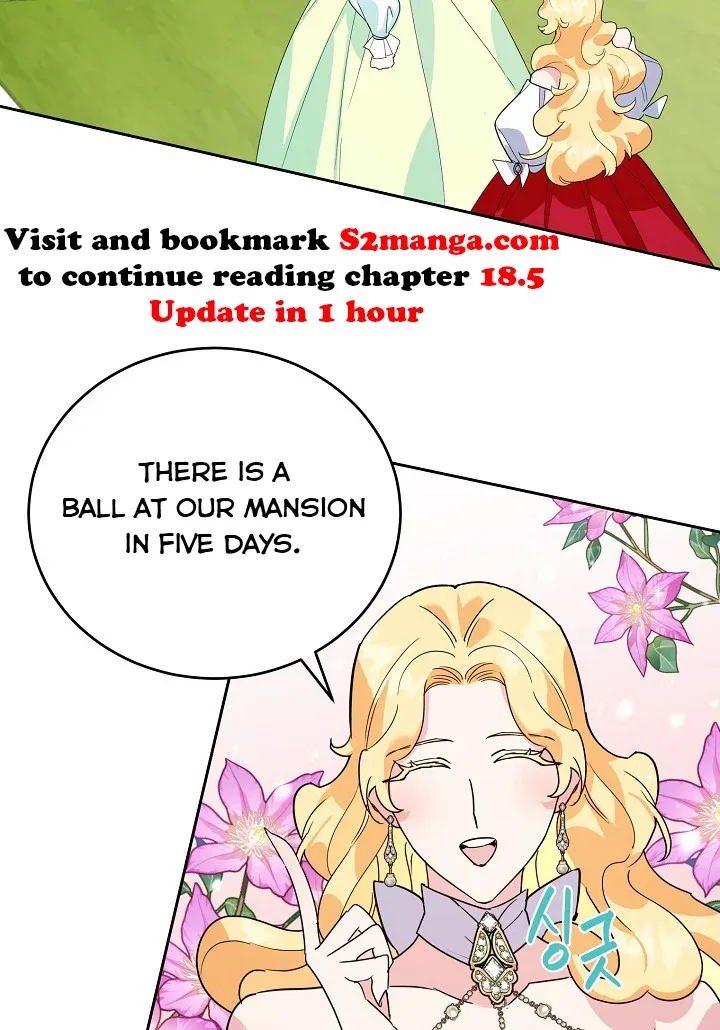 Visit and bookmark S2manga.com
to continue reading chapter 18.5
Update in 1 hour
THERE IS A
BALL AT OUR MANSION
IN FIVE DAYS.
싱긋